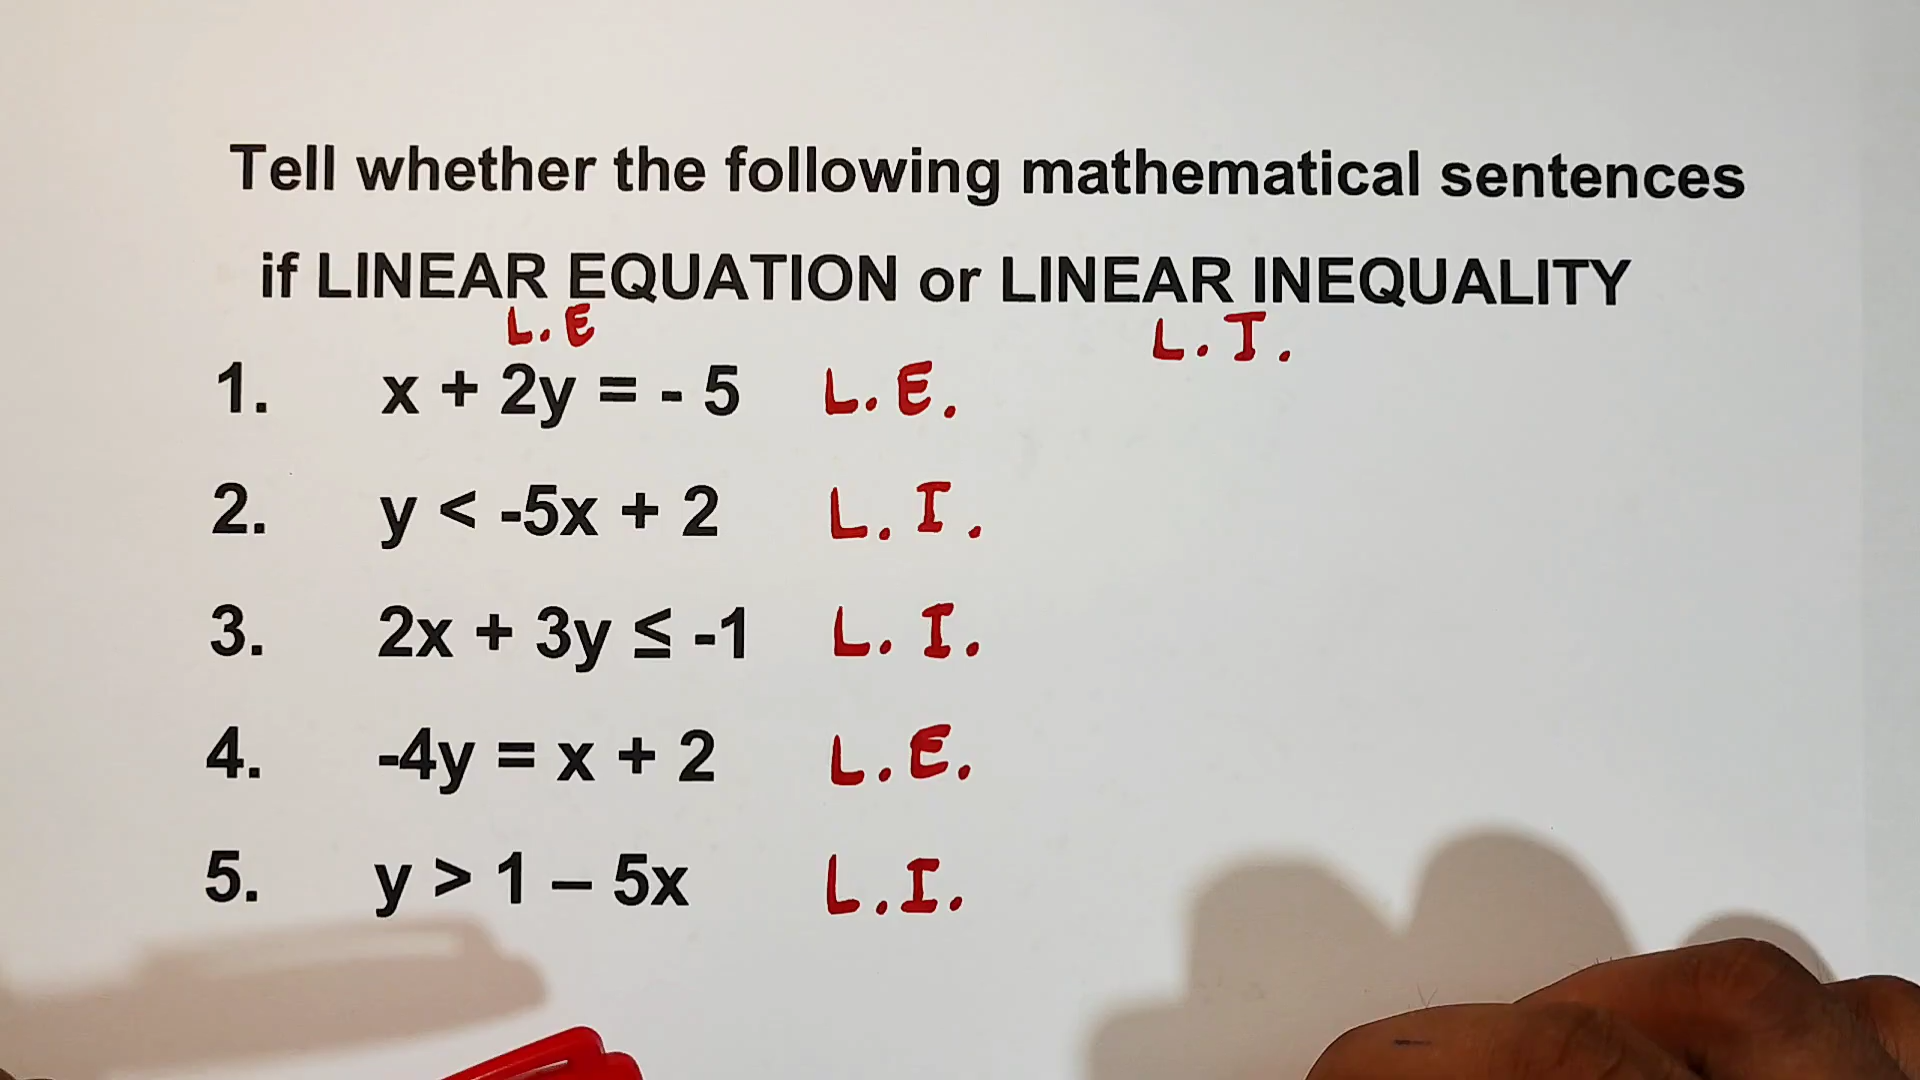 Tell whether the following mathematical sentences
if LINEAR EQUATION or LINEAR INEQUALITY
L.E L.I.
1. x + 2y = - 5 L.E.
2. y < -5x + 2 L.I.
3. 2x + 3y ≤ -1 L.I.
4. -4y = x + 2 L.E.
5. y > 1 – 5x L.I.